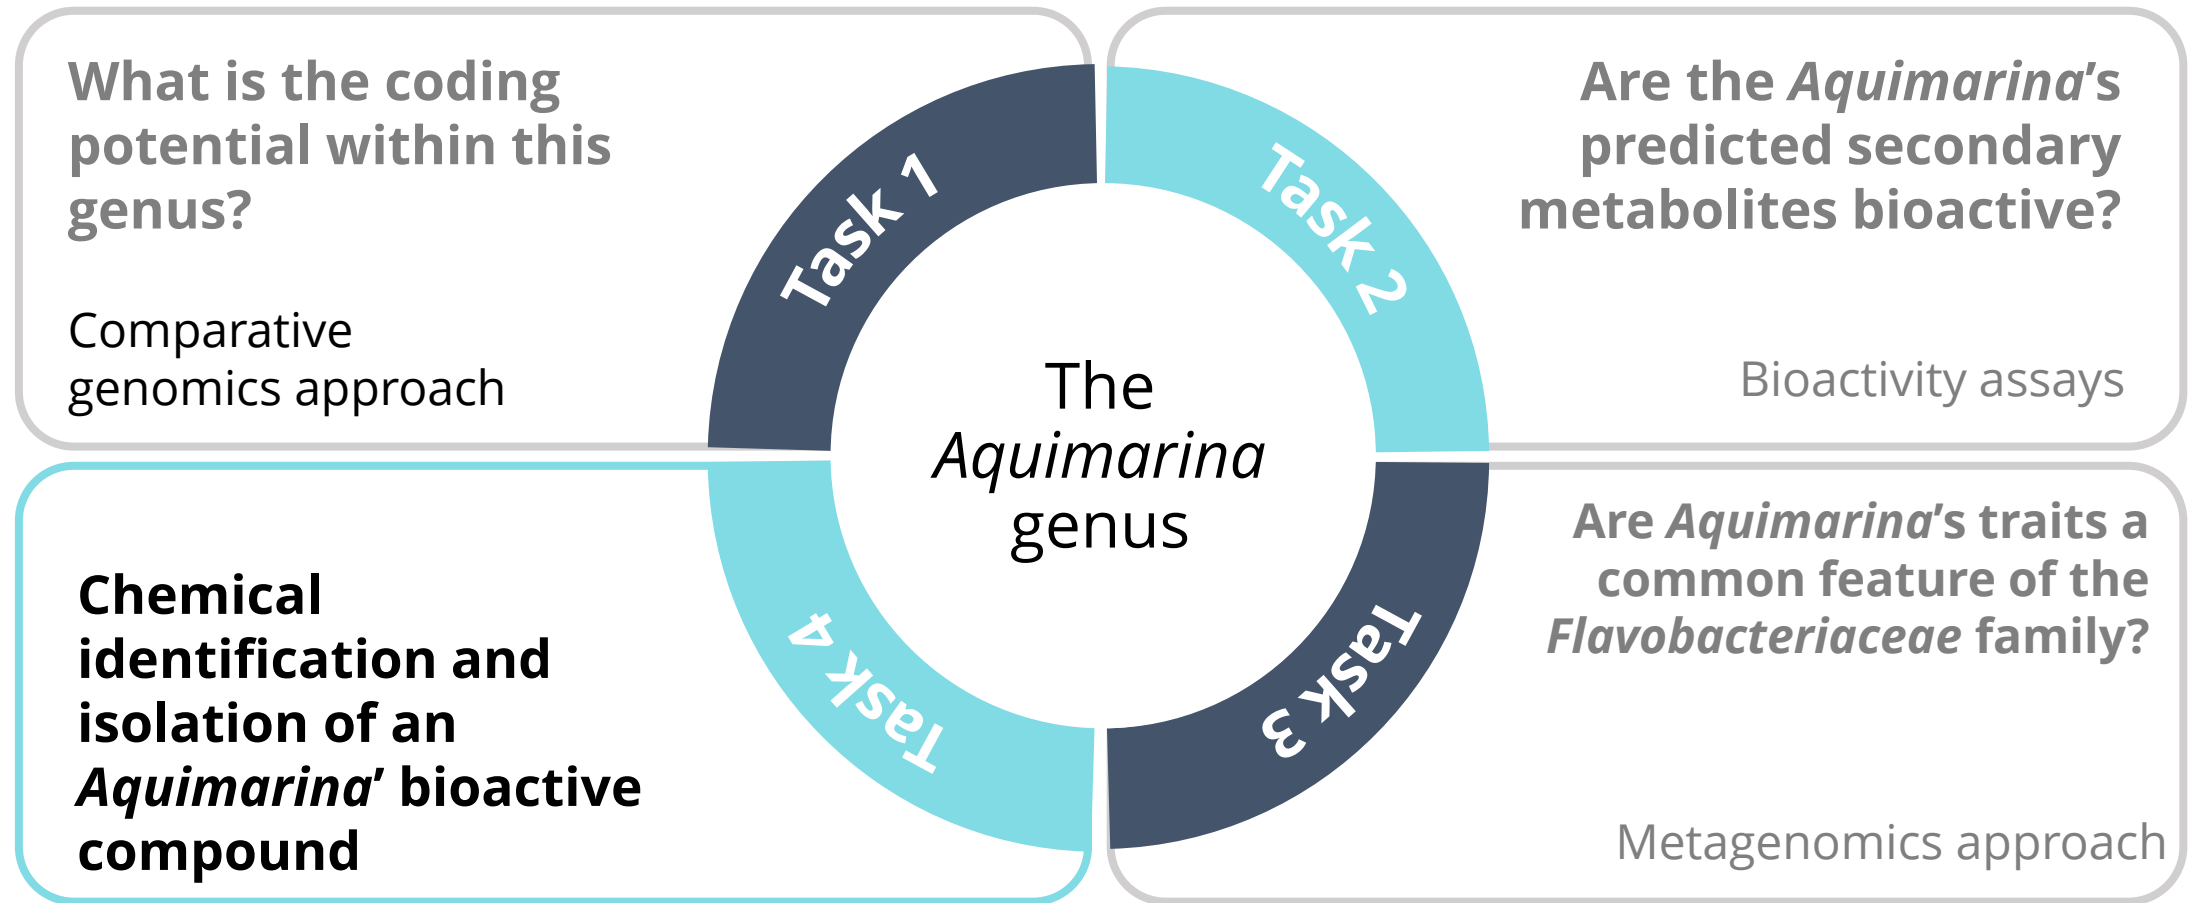 What is the coding
potential within this
genus?
Comparative
genomics approach
Task 1
Task 2
Are the Aquimarina's
predicted secondary
metabolites bioactive?
Bioactivity assays
The
Aquimarina
genus
Chemical
identification and
isolation of an
Aquimarina' bioactive
compound
Task 4
Task 3
Are Aquimarina's traits a
common feature of the
Flavobacteriaceae family?
Metagenomics approach